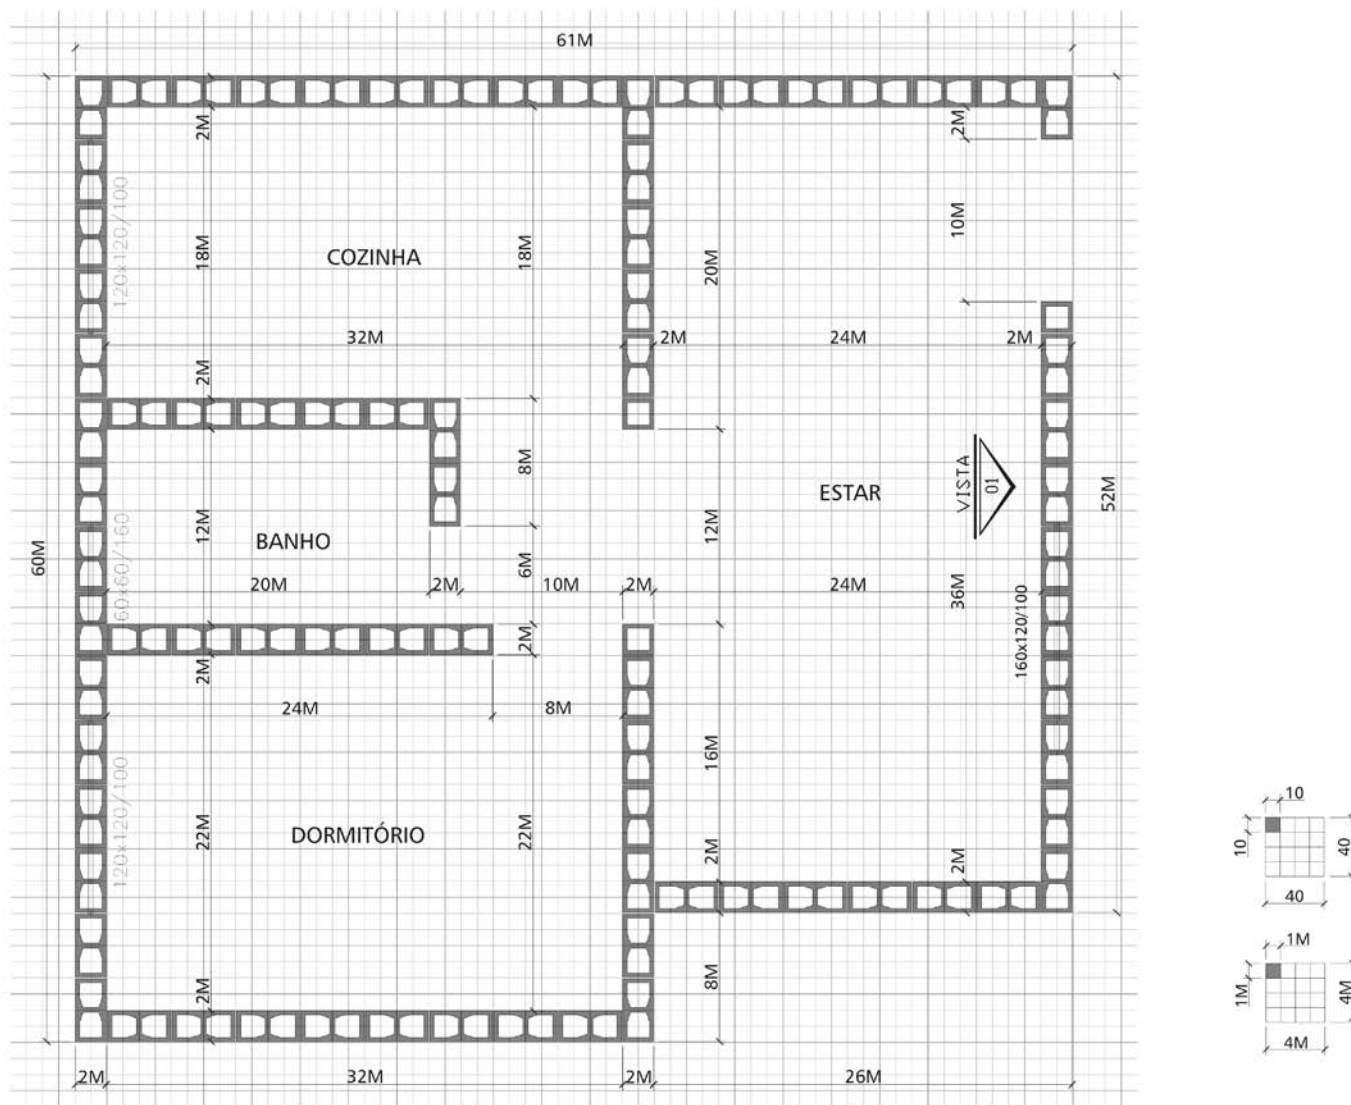 61M
2M
2M
120x120/100
18M
COZINHA
18M
20M
10M
32M
2M
24M
2M
2M
8M
VISTA
01
52M
ESTAR
60M
12M
BANHO
12M
60x60/160
20M
2M
6M
10M
2M
24M
36M
160x120/100
2M
2M
24M
8M
16M
120x120/100
22M
DORMITÓRIO
22M
2M
2M
2M
8M
2M
32M
2M
26M
10
10
40
40
1M
1M
4M
4M